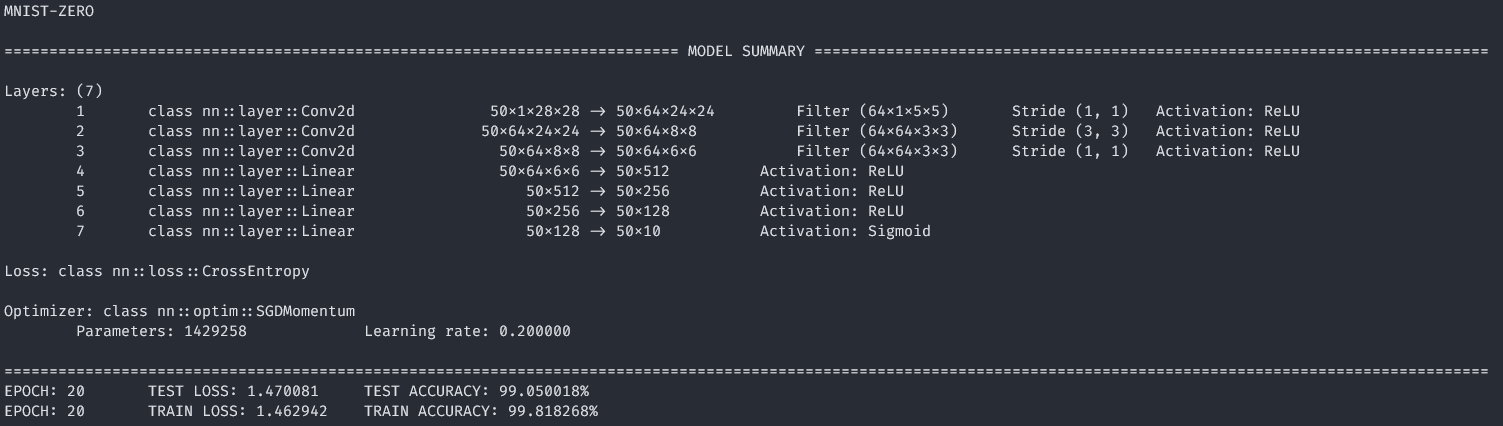 MNIST-ZERO
=========================================================================== MODEL SUMMARY ===========================================================================
Layers: (7)
1 class nn::layer::Conv2d 50×1×28×28 -> 50×64×24×24 Filter (64×1×5×5) Stride (1, 1) Activation: ReLU
2 class nn::layer::Conv2d 50×64×24×24 -> 50×64×8×8 Filter (64×64×3×3) Stride (3, 3) Activation: ReLU
3 class nn::layer::Conv2d 50×64×8×8 -> 50×64×6×6 Filter (64×64×3×3) Stride (1, 1) Activation: ReLU
4 class nn::layer::Linear 50×64×6×6 -> 50×512 Activation: ReLU
5 class nn::layer::Linear 50×512 -> 50×256 Activation: ReLU
6 class nn::layer::Linear 50×256 -> 50×128 Activation: ReLU
7 class nn::layer::Linear 50×128 -> 50×10 Activation: Sigmoid
Loss: class nn::loss::CrossEntropy
Optimizer: class nn::optim::SGDMomentum
Parameters: 1429258 Learning rate: 0.200000
=====================================================================================================================================================================
EPOCH: 20 TEST LOSS: 1.470081 TEST ACCURACY: 99.050018%
EPOCH: 20 TRAIN LOSS: 1.462942 TRAIN ACCURACY: 99.818268%